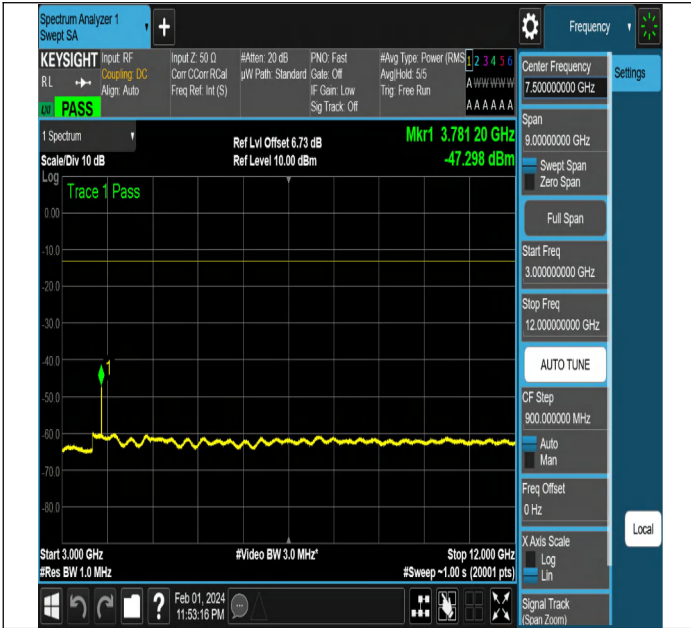 Spectrum Analyzer 1
Swept SA
Frequency
KEYSIGHT
RL
LXI
PASS
Input: RF
Coupling: DC
Align: Auto
Input Z: 50 Ω
Corr CCorr RCal
Freq Ref: Int (S)
#Atten: 20 dB
µW Path: Standard
PNO: Fast
Gate: Off
IF Gain: Low
Sig Track: Off
#Avg Type: Power (RMS
Avg|Hold: 5/5
Trig: Free Run
1 2 3 4 5 6
A W W W W W
A A A A A A
Center Frequency
7.50000000 GHz
Settings
1 Spectrum
Scale/Div 10 dB
Ref Lvl Offset 6.73 dB
Ref Level 10.00 dBm
Mkr1 3.781 20 GHz
-47.298 dBm
Log
Trace 1 Pass
0.00
-10.0
-20.0
-30.0
-40.0
-50.0
-60.0
-70.0
-80.0
1
Start 3.000 GHz
#Res BW 1.0 MHz
#Video BW 3.0 MHz*
Stop 12.000 GHz
#Sweep ~1.00 s (20001 pts)
Span
9.00000000 GHz
Swept Span
Zero Span
Full Span
Start Freq
3.000000000 GHz
Stop Freq
12.000000000 GHz
AUTO TUNE
CF Step
900.000000 MHz
Auto
Man
Freq Offset
0 Hz
X Axis Scale
Log
Lin
Signal Track
(Span Zoom)
Local
?
Feb 01, 2024
11:53:16 PM